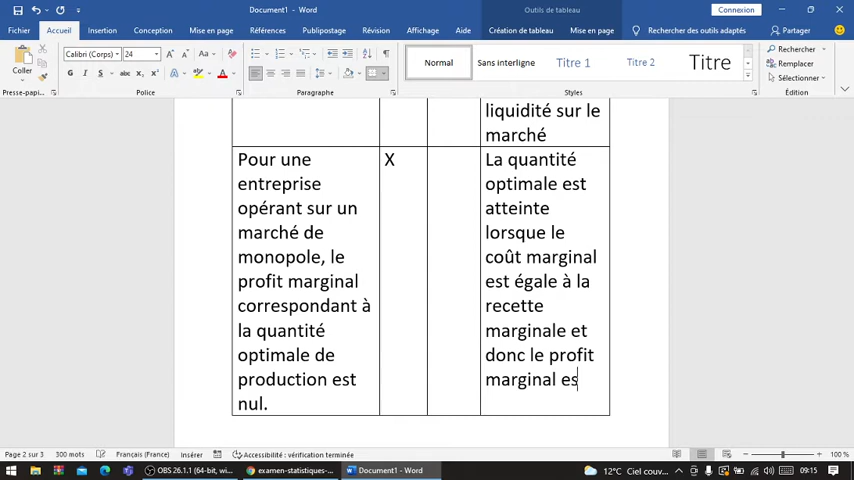 Document1 - Word
Outils de tableau
Connexion
Fichier Accueil Insertion Conception Mise en page Références Publipostage Révision Affichage Aide Création de tableau Mise en page Rechercher des outils adaptés Partager
Calibri (Corps) 24
Coller
G I S abc x₂ x²
Normal Sans interligne Titre 1 Titre 2 Titre
Rechercher
Remplacer
Sélectionner
Presse-papi... Police Paragraphe Styles Édition
liquidité sur le
marché
Pour une
entreprise
opérant sur un
marché de
monopole, le
profit marginal
correspondant à
la quantité
optimale de
production est
nul.
X
La quantité
optimale est
atteinte
lorsque le
coût marginal
est égale à la
recette
marginale et
donc le profit
marginal es
Page 2 sur 3 300 mots Français (France) Insérer Accessibilité : vérification terminée 100 %
OBS 26.1.1 (64-bit, w... examen-statistiques-... Document1 - Word 12°C Ciel couv... 09:15